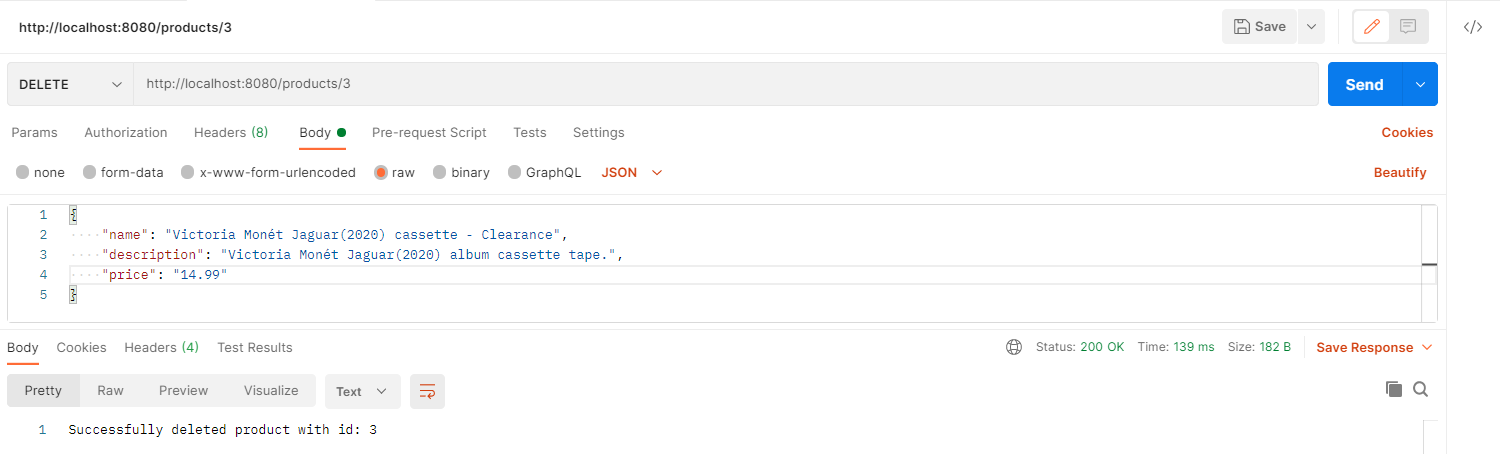 http://localhost:8080/products/3
Save
DELETE http://localhost:8080/products/3 Send
Params Authorization Headers (8) Body Pre-request Script Tests Settings Cookies
none form-data x-www-form-urlencoded raw binary GraphQL JSON Beautify
1 {
2 "name": "Victoria Monét Jaguar(2020) cassette - Clearance",
3 "description": "Victoria Monét Jaguar(2020) album cassette tape.",
4 "price": "14.99"
5 }
Body Cookies Headers (4) Test Results Status: 200 OK Time: 139 ms Size: 182 B Save Response
Pretty Raw Preview Visualize Text
1 Successfully deleted product with id: 3